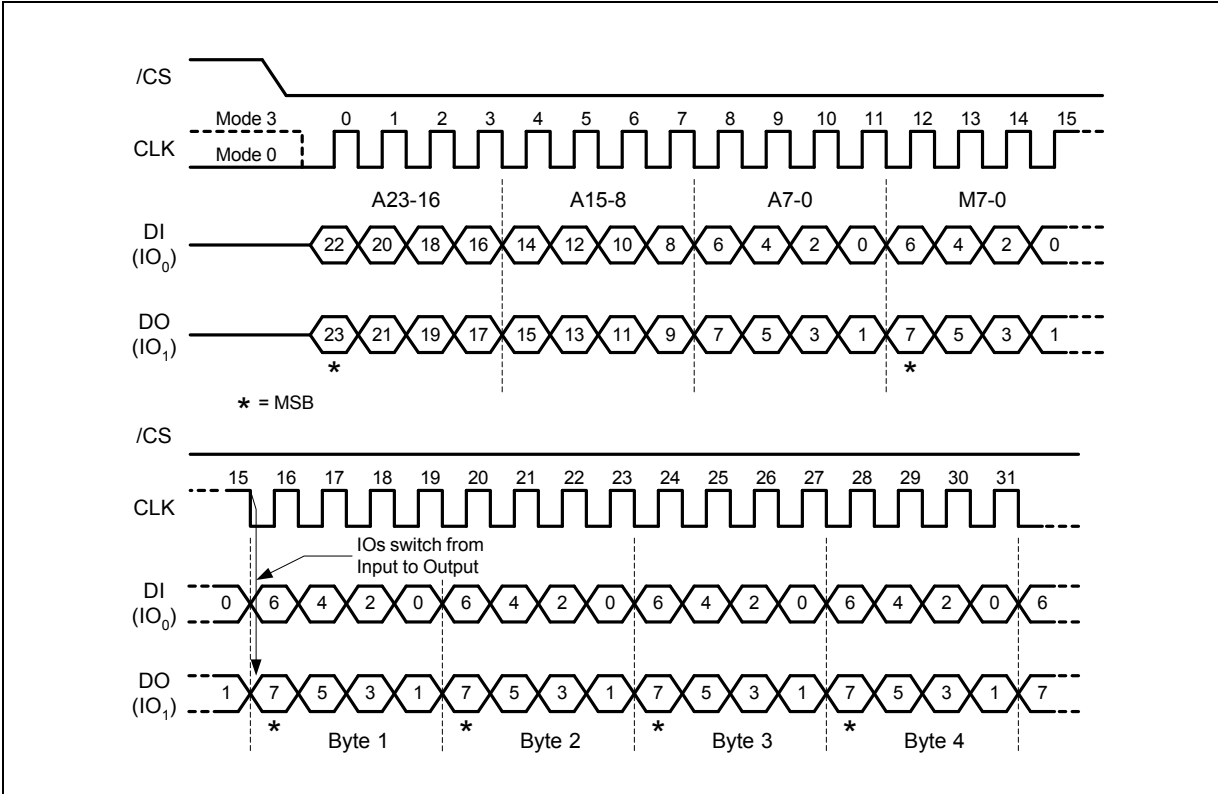 /CS
Mode 3 0 1 2 3 4 5 6 7 8 9 10 11 12 13 14 15
CLK
Mode 0
A23-16 A15-8 A7-0 M7-0
DI
(IO0) 22 20 18 16 14 12 10 8 6 4 2 0 6 4 2 0
DO
(IO1) 23 21 19 17 15 13 11 9 7 5 3 1 7 5 3 1
* *
* = MSB
/CS
15 16 17 18 19 20 21 22 23 24 25 26 27 28 29 30 31
CLK
IOs switch from
Input to Output
DI
(IO0) 0 6 4 2 0 6 4 2 0 6 4 2 0 6 4 2 0 6
DO
(IO1) 1 7 5 3 1 7 5 3 1 7 5 3 1 7 5 3 1 7
* * * *
Byte 1 Byte 2 Byte 3 Byte 4